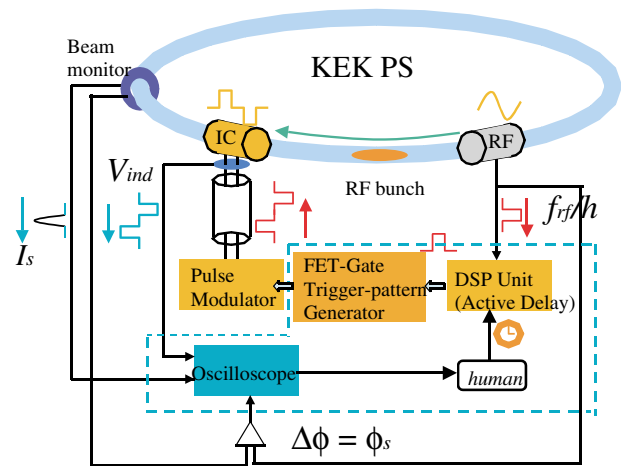 Beam
monitor
KEK PS
IC
RF
V_ind
RF bunch
f_rf/h
I_s
Pulse
Modulator
FET-Gate
Trigger-pattern
Generator
DSP Unit
(Active Delay)
Oscilloscope
human
Δϕ = ϕ_s